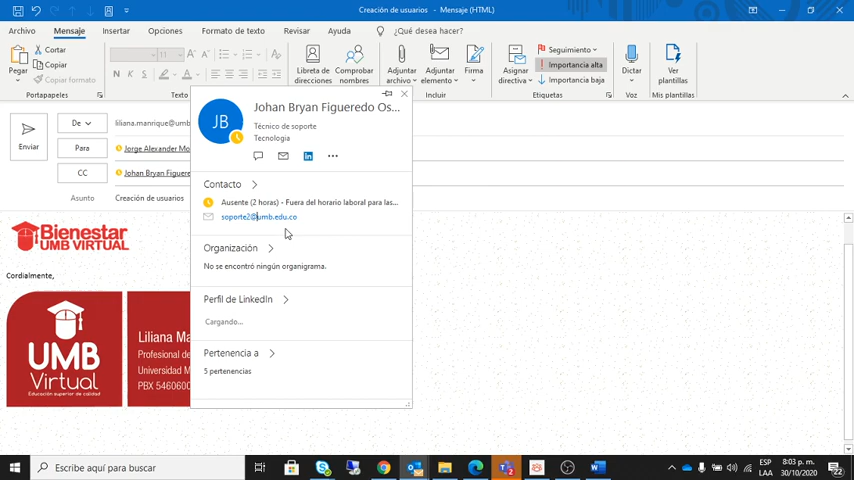 Creación de usuarios - Mensaje (HTML)
Archivo Mensaje Insertar Opciones Formato de texto Revisar Ayuda ¿Qué desea hacer?
Pegar
Cortar
Copiar
Copiar formato
11
N K S
Libreta de direcciones
Comprobar nombres
Adjuntar archivo
Adjuntar elemento
Firma
Asignar directiva
Seguimiento
Importancia alta
Importancia baja
Dictar
Ver plantillas
Portapapeles
Texto
Incluir
Etiquetas
Voz
Mis plantillas
Enviar
De
liliana.manrique@umb
Para
Jorge Alexander Mo
CC
Johan Bryan Figuere
Asunto
Creación de usuarios
JB
Johan Bryan Figueredo Os...
Técnico de soporte
Tecnologia
Contacto
Ausente (2 horas) - Fuera del horario laboral para las...
soporte2@umb.edu.co
Organización
No se encontró ningún organigrama.
Perfil de LinkedIn
Cargando...
Pertenencia a
5 pertenencias
Bienestar
UMB VIRTUAL
Cordialmente,
UMB
Virtual
Educación superior de calidad
Liliana Ma
Profesional de
Universidad M
PBX 5460600
Escribe aquí para buscar
ESP
LAA
8:03 p. m.
30/10/2020
22